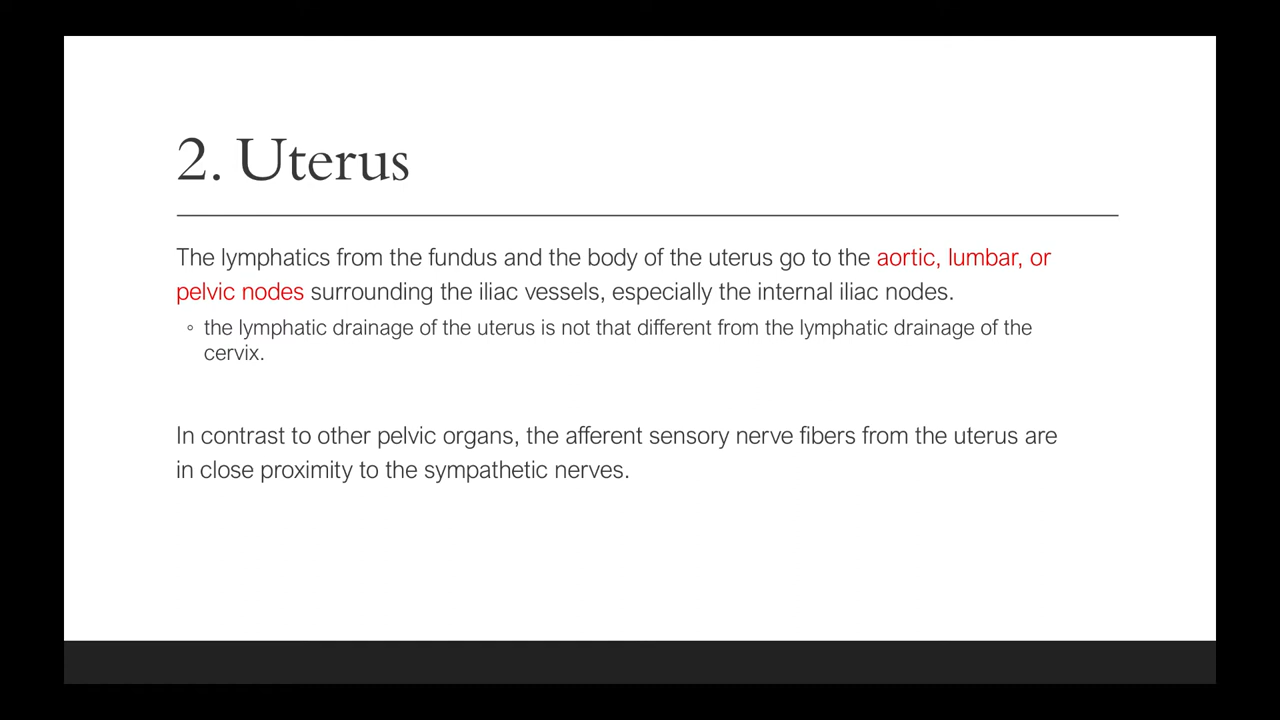 2. Uterus
The lymphatics from the fundus and the body of the uterus go to the aortic, lumbar, or
pelvic nodes surrounding the iliac vessels, especially the internal iliac nodes.
◦ the lymphatic drainage of the uterus is not that different from the lymphatic drainage of the
cervix.
In contrast to other pelvic organs, the afferent sensory nerve fibers from the uterus are
in close proximity to the sympathetic nerves.